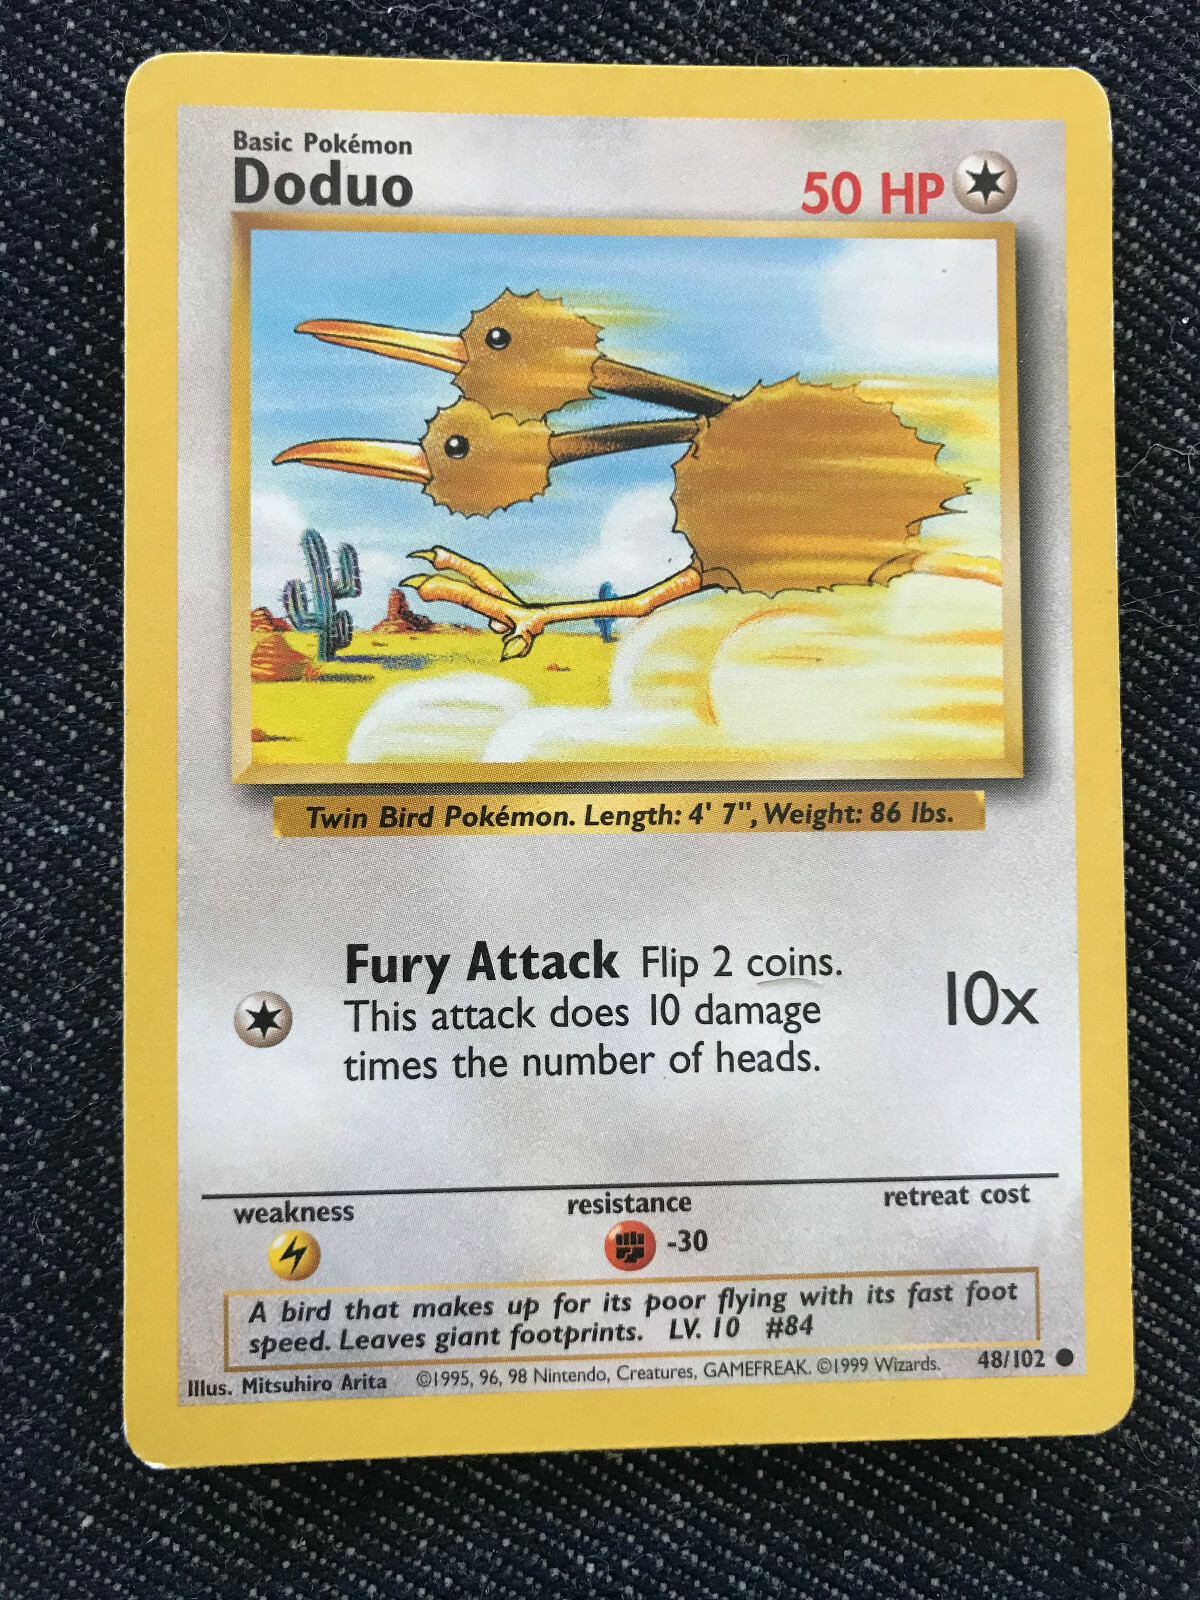 Basic Pokémon
Doduo
50 HP
Twin Bird Pokémon. Length: 4' 7", Weight: 86 lbs.
Fury Attack Flip 2 coins.
This attack does 10 damage
times the number of heads.
10x
weakness
resistance
retreat cost
-30
A bird that makes up for its poor flying with its fast foot
speed. Leaves giant footprints. LV. 10 #84
Illus. Mitsuhiro Arita ©1995, 96, 98 Nintendo, Creatures, GAMEFREAK. ©1999 Wizards. 48/102